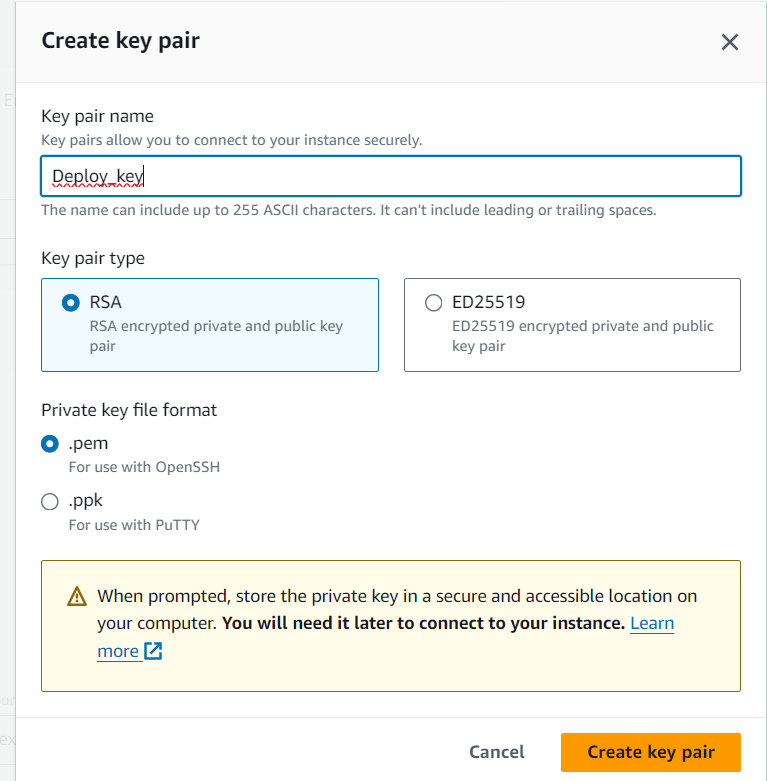 Create key pair
Key pair name
Key pairs allow you to connect to your instance securely.
Deploy_key
The name can include up to 255 ASCII characters. It can't include leading or trailing spaces.
Key pair type
RSA
RSA encrypted private and public key
pair
ED25519
ED25519 encrypted private and public
key pair
Private key file format
.pem
For use with OpenSSH
.ppk
For use with PuTTY
When prompted, store the private key in a secure and accessible location on
your computer. You will need it later to connect to your instance. Learn
more
Cancel
Create key pair